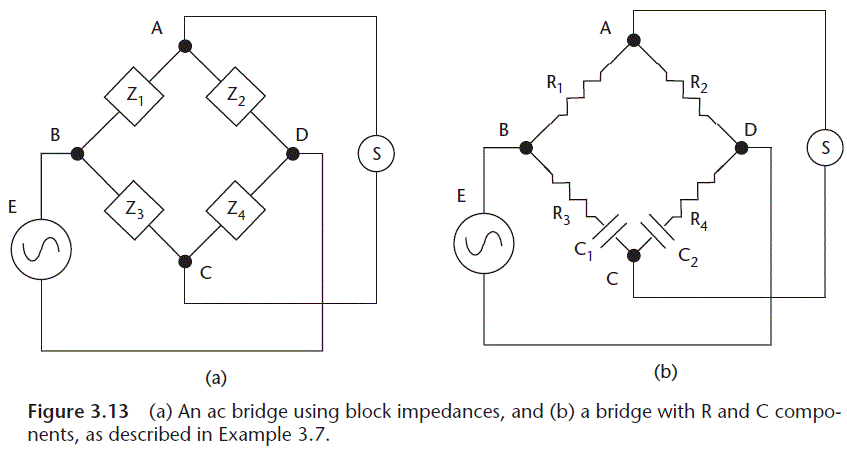 A
Z1
Z2
B
D
S
E
Z3
Z4
C
(a)
A
R1
R2
B
D
S
E
R3
R4
C1
C2
C
(b)
Figure 3.13 (a) An ac bridge using block impedances, and (b) a bridge with R and C compo-
nents, as described in Example 3.7.